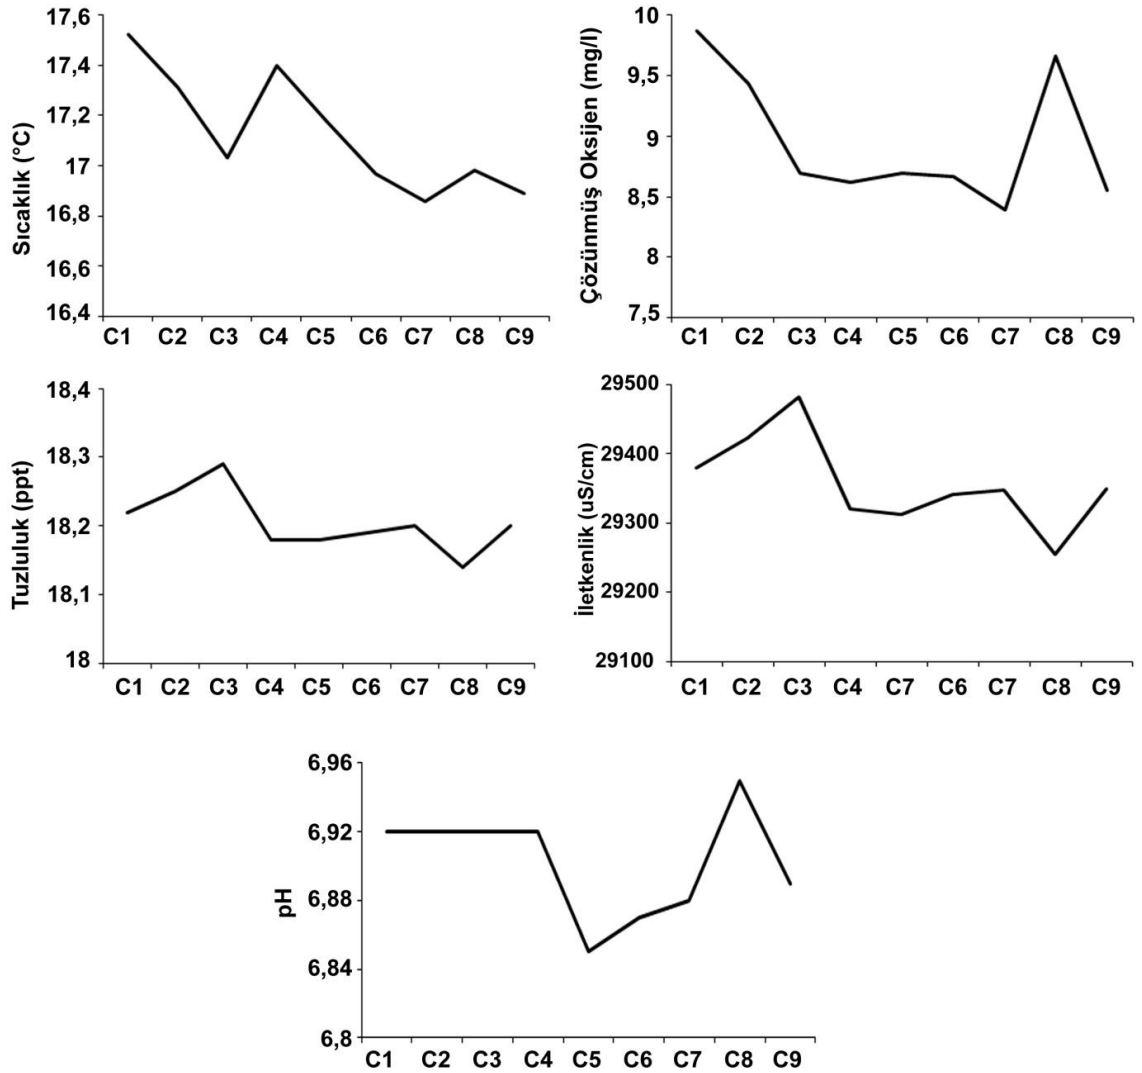 Sıcaklık (°C)
17,6
17,4
17,2
17
16,8
16,6
16,4
C1 C2 C3 C4 C5 C6 C7 C8 C9
Çözünmüş Oksijen (mg/l)
10
9,5
9
8,5
8
7,5
C1 C2 C3 C4 C5 C6 C7 C8 C9
Tuzluluk (ppt)
18,4
18,3
18,2
18,1
18
C1 C2 C3 C4 C5 C6 C7 C8 C9
İletkenlik (uS/cm)
29500
29400
29300
29200
29100
C1 C2 C3 C4 C7 C6 C7 C8 C9
pH
6,96
6,92
6,88
6,84
6,8
C1 C2 C3 C4 C5 C6 C7 C8 C9